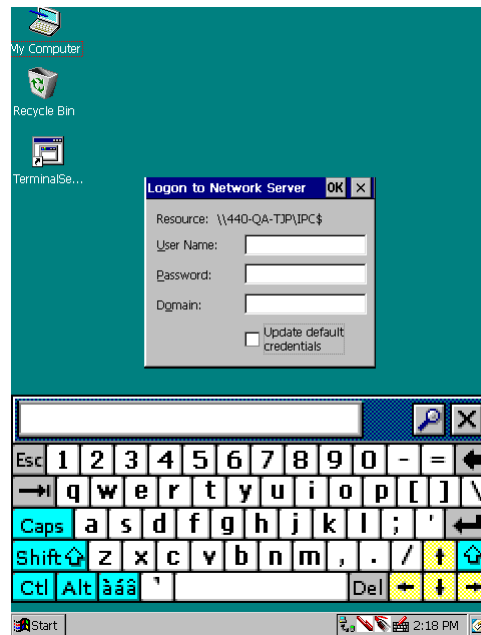 My Computer
Recycle Bin
TerminalSe...
Logon to Network Server OK ×
Resource: \\440-QA-TJP\IPC$
User Name:
Password:
Domain:
Update default
credentials
Esc 1 2 3 4 5 6 7 8 9 0 - =
q w e r t y u i o p [ ] \
Caps a s d f g h j k l ; '
Shift z x c v b n m , . /
Ctl Alt àáâ ' Del
Start 2:18 PM